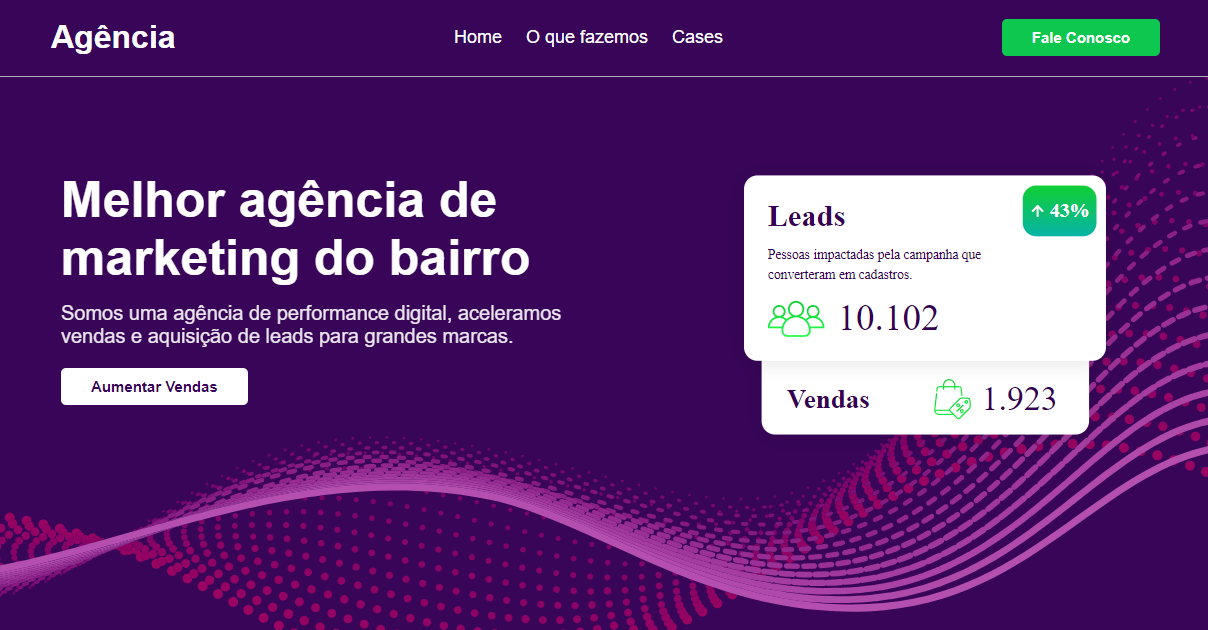 Agência
Home
O que fazemos
Cases
Fale Conosco
Melhor agência de
marketing do bairro
Somos uma agência de performance digital, aceleramos
vendas e aquisição de leads para grandes marcas.
Aumentar Vendas
Leads
↑ 43%
Pessoas impactadas pela campanha que
converteram em cadastros.
10.102
Vendas
%
1.923